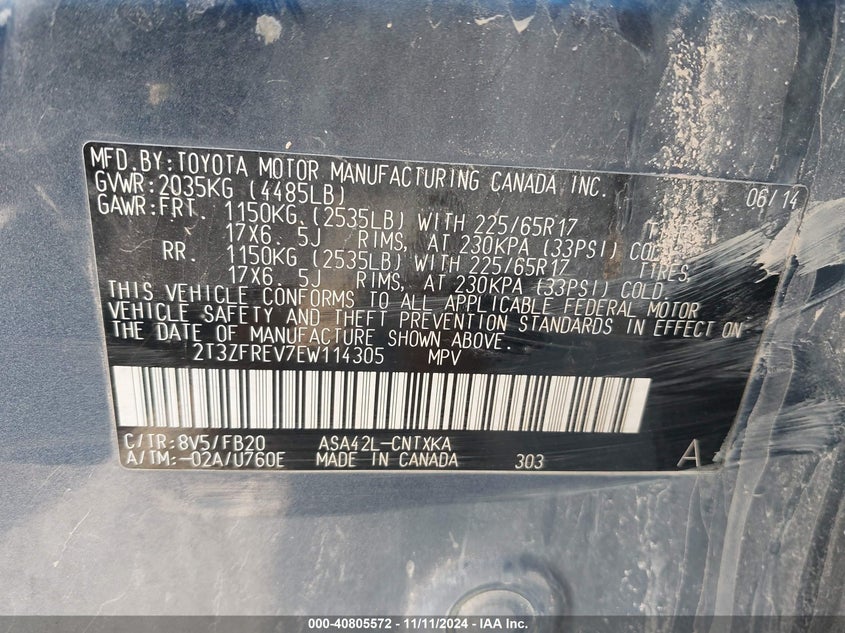 MFD.BY:TOYOTA MOTOR MANUFACTURING CANADA INC. 06/14
GVWR:2035KG (4485LB)
GAWR:FRT. 1150KG.(2535LB) WITH 225/65R17
17X6. 5J RIMS, AT 230KPA (33PSI) COLD
RR. 1150KG (2535LB) WITH 225/65R17 TIRES,
17X6. 5J RIMS, AT 230KPA (33PSI) COLD
THIS VEHICLE CONFORMS TO ALL APPLICABLE FEDERAL MOTOR
VEHICLE SAFETY AND THEFT PREVENTION STANDARDS IN EFFECT ON
THE DATE OF MANUFACTURE SHOWN ABOVE.
2T3ZFREV7EW114305 MPV
C/TR:8V5/FB20 ASA42L-CNTXKA
A/TM:-02A/U760E MADE IN CANADA 303 A
000-40805572 - 11/11/2024 - IAA Inc.